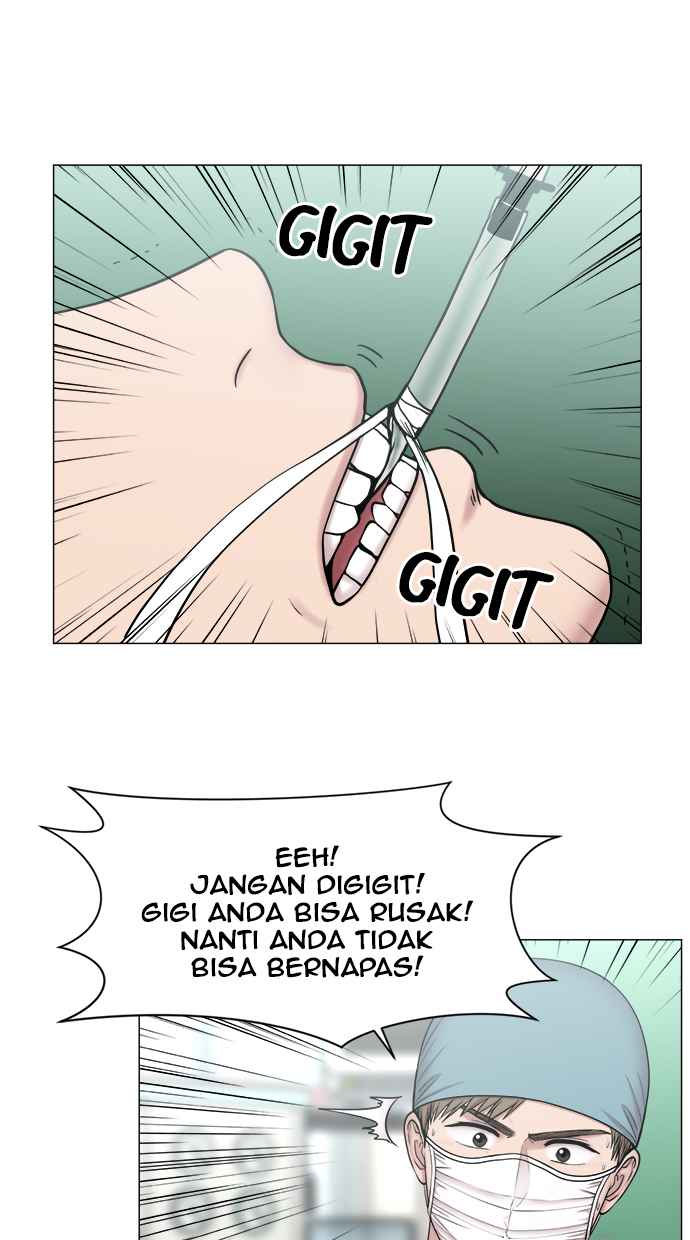 GIGIT
GIGIT
EEH!
JANGAN DIGIGIT!
GIGI ANDA BISA RUSAK!
NANTI ANDA TIDAK
BISA BERNAPAS!